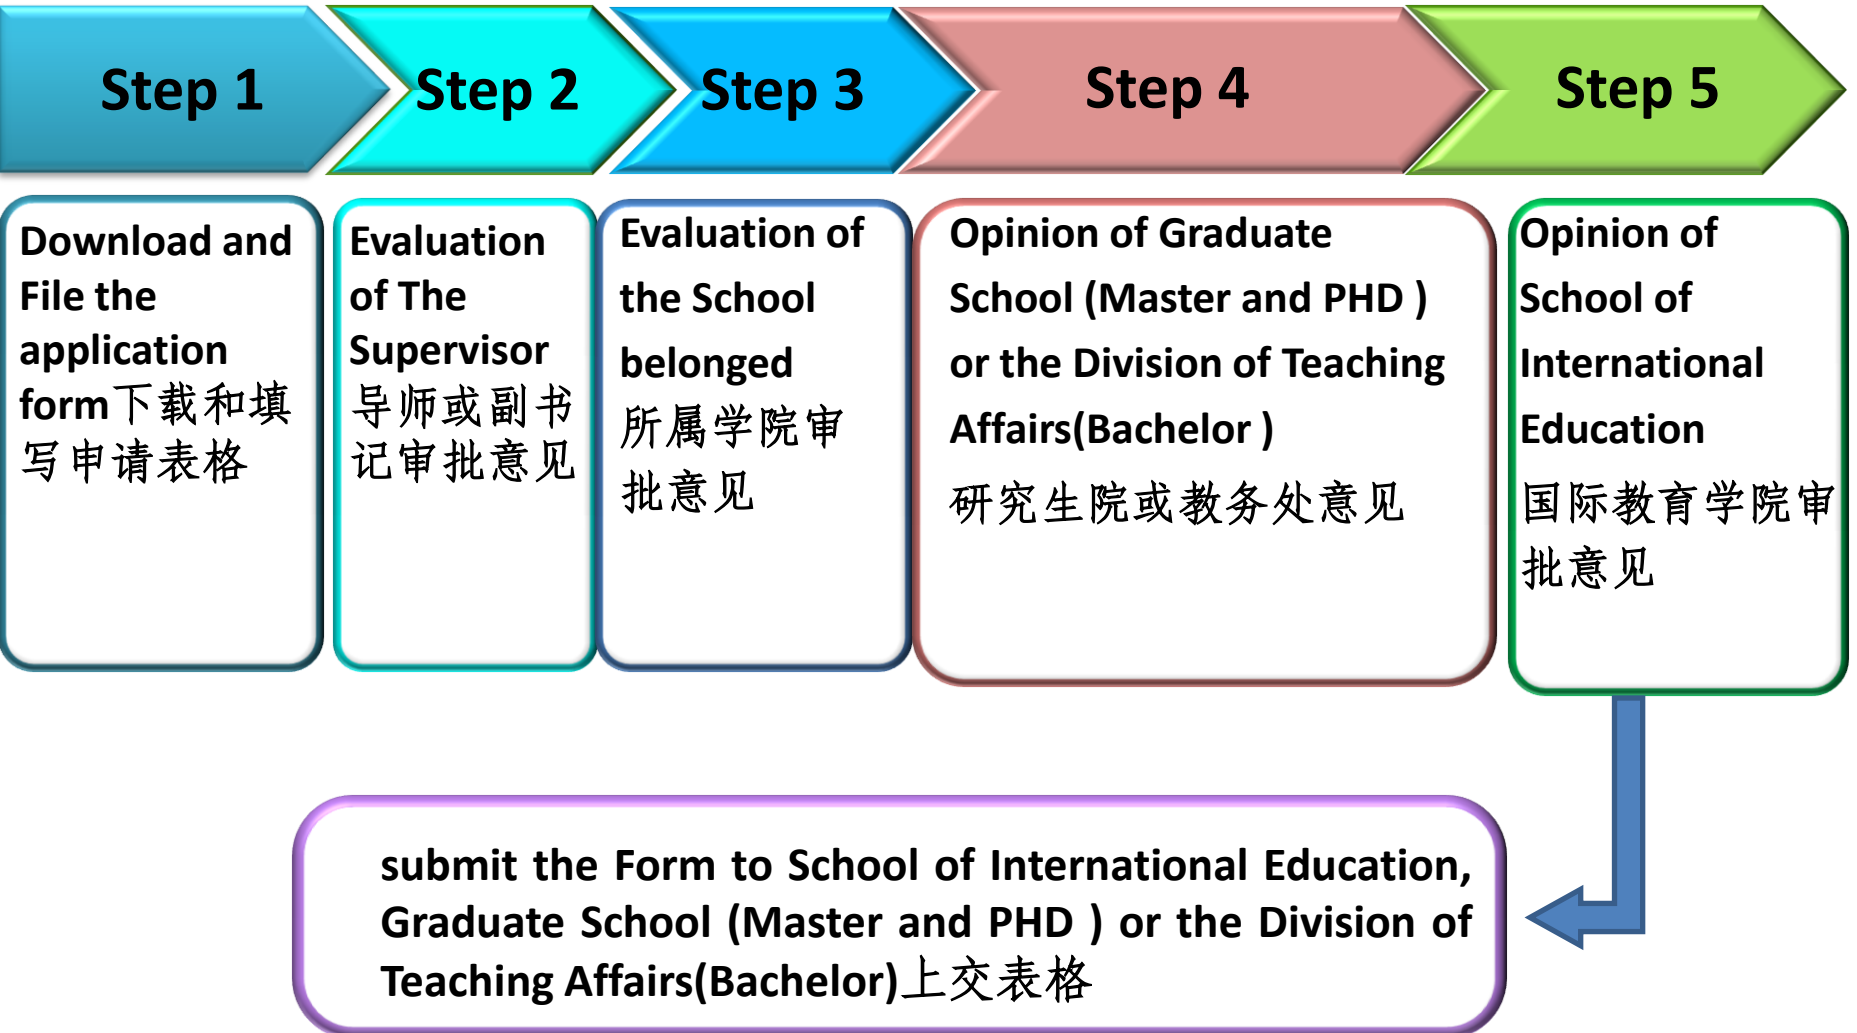 Step 1
Step 2
Step 3
Step 4
Step 5
Download and
File the
application
form下载和填
写申请表格
Evaluation
of The
Supervisor
导师或副书
记审批意见
Evaluation of
the School
belonged
所属学院审
批意见
Opinion of Graduate
School (Master and PHD )
or the Division of Teaching
Affairs(Bachelor )
研究生院或教务处意见
Opinion of
School of
International
Education
国际教育学院审
批意见
submit the Form to School of International Education,
Graduate School (Master and PHD ) or the Division of
Teaching Affairs(Bachelor)上交表格